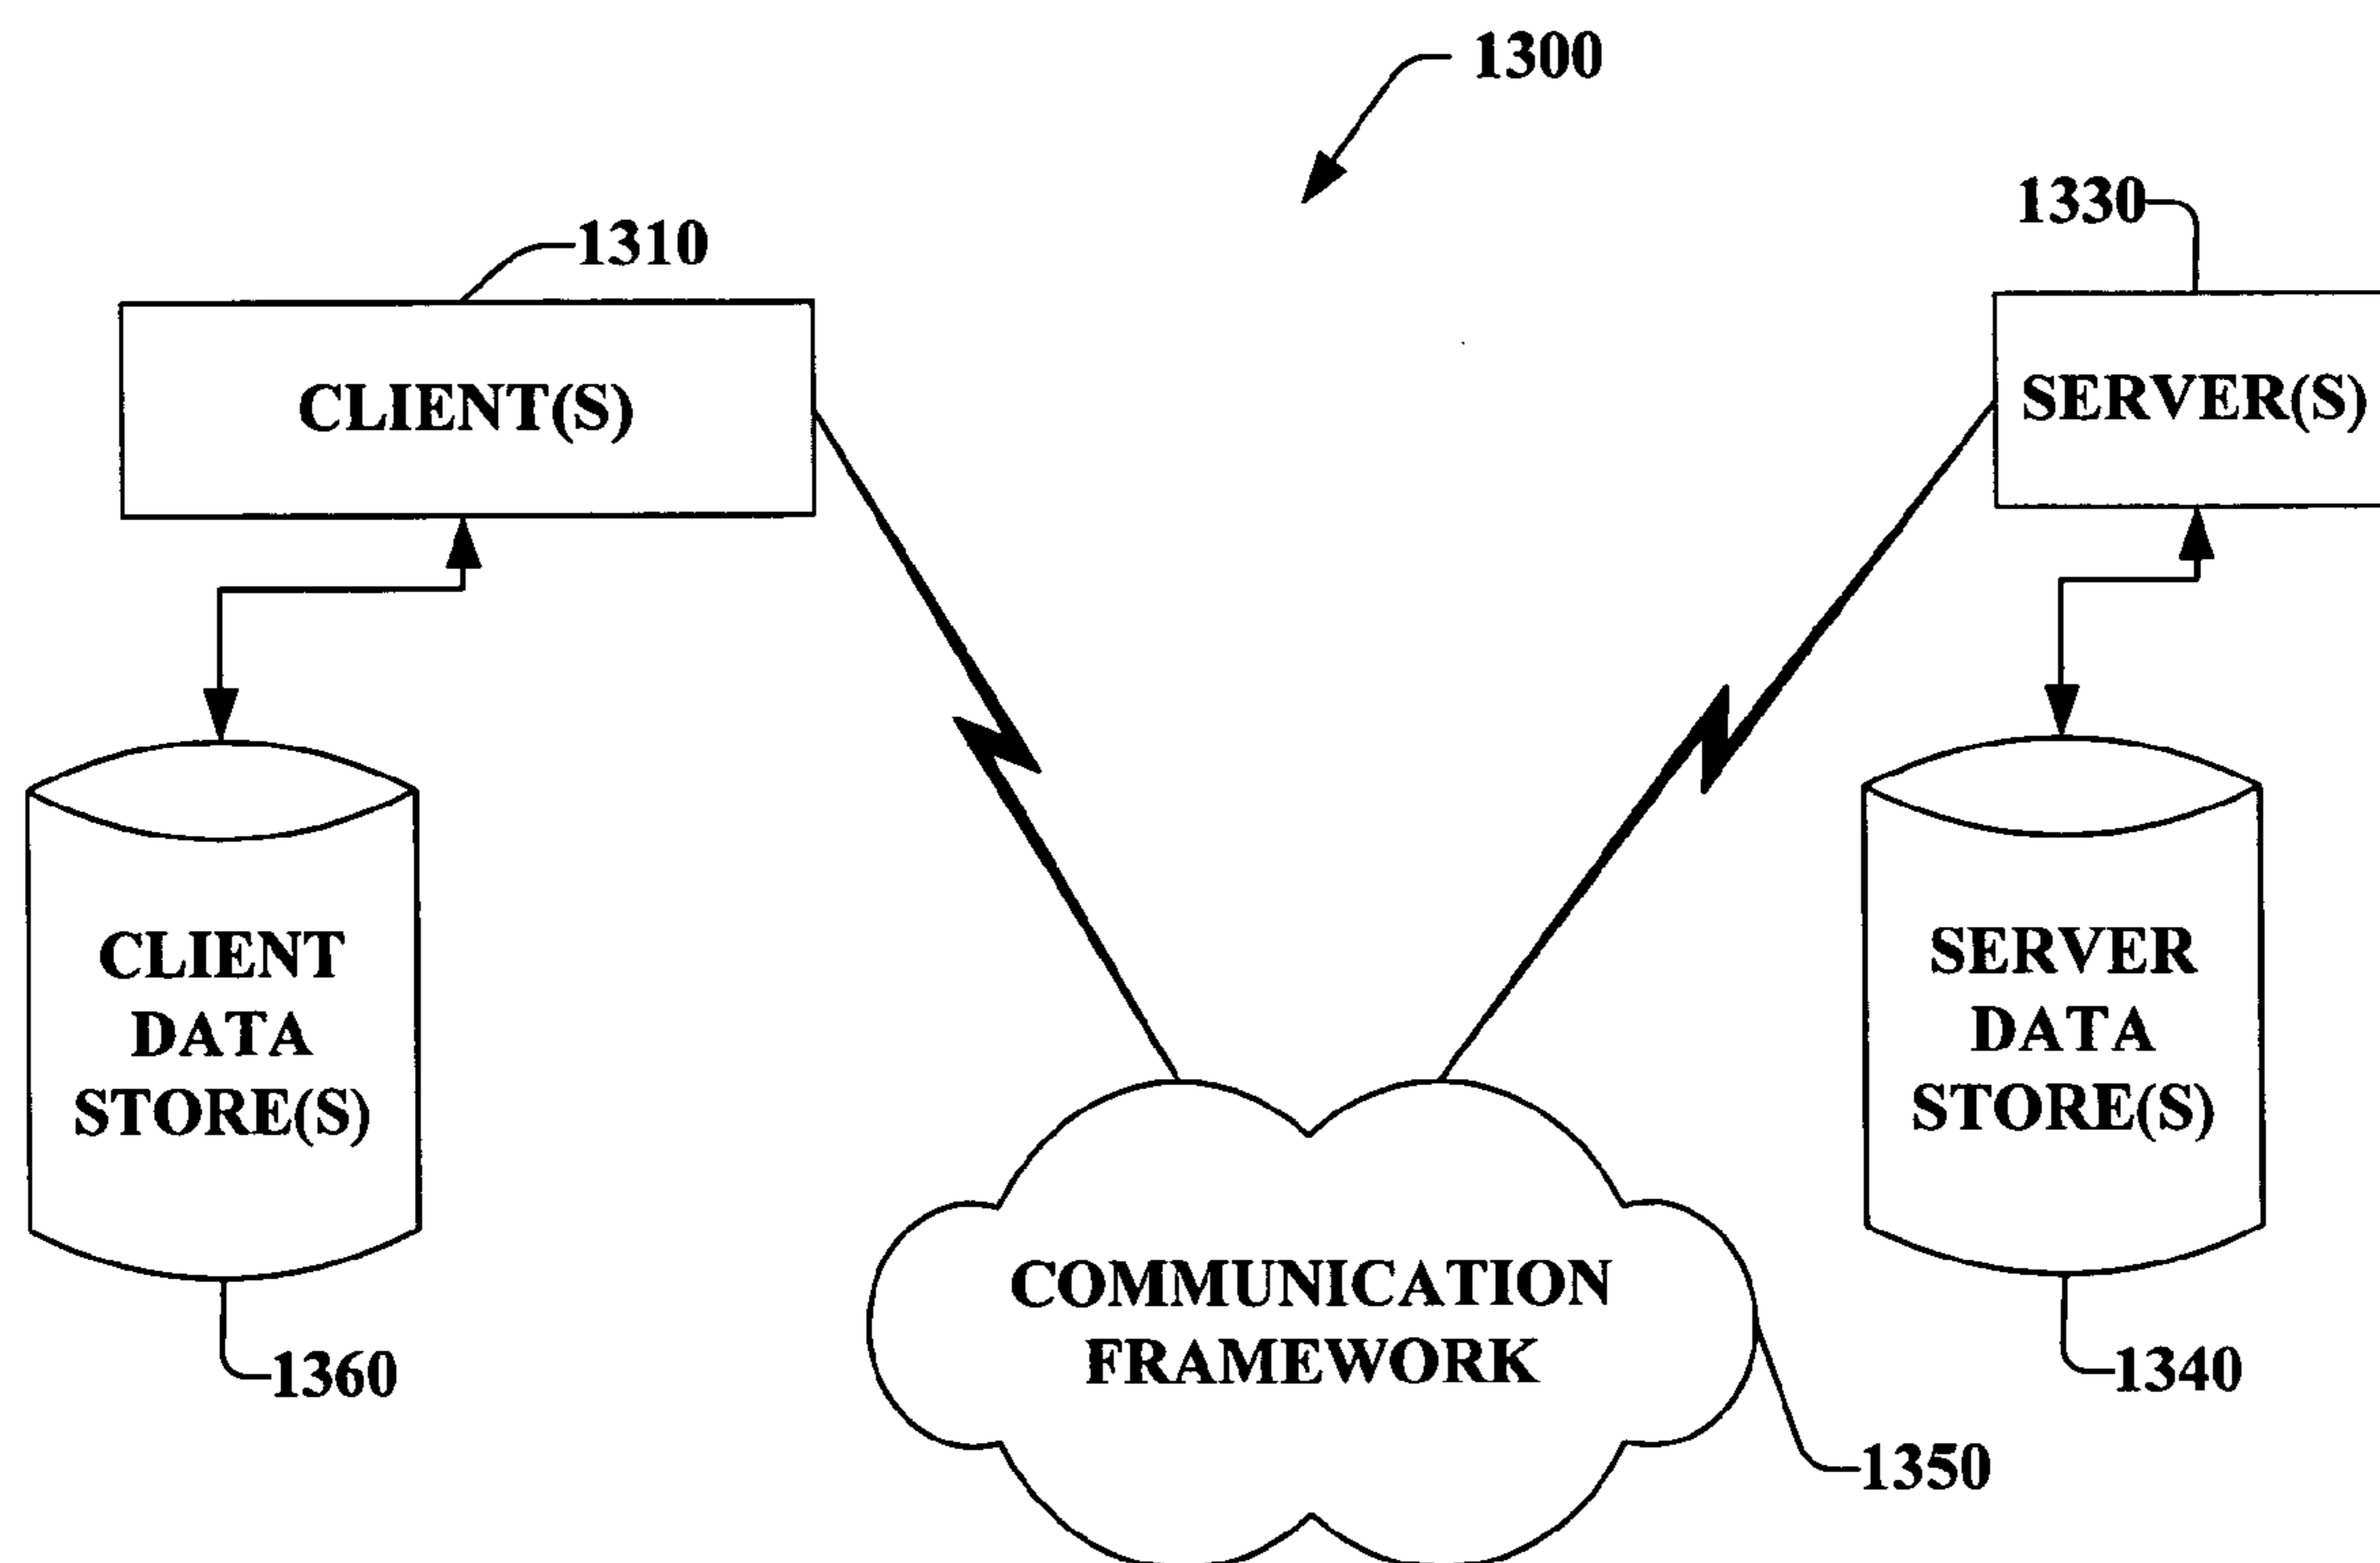 1300
1310
1330
CLIENT(S)
SERVER(S)
CLIENT
DATA
STORE(S)
SERVER
DATA
STORE(S)
COMMUNICATION
FRAMEWORK
1360
1340
1350